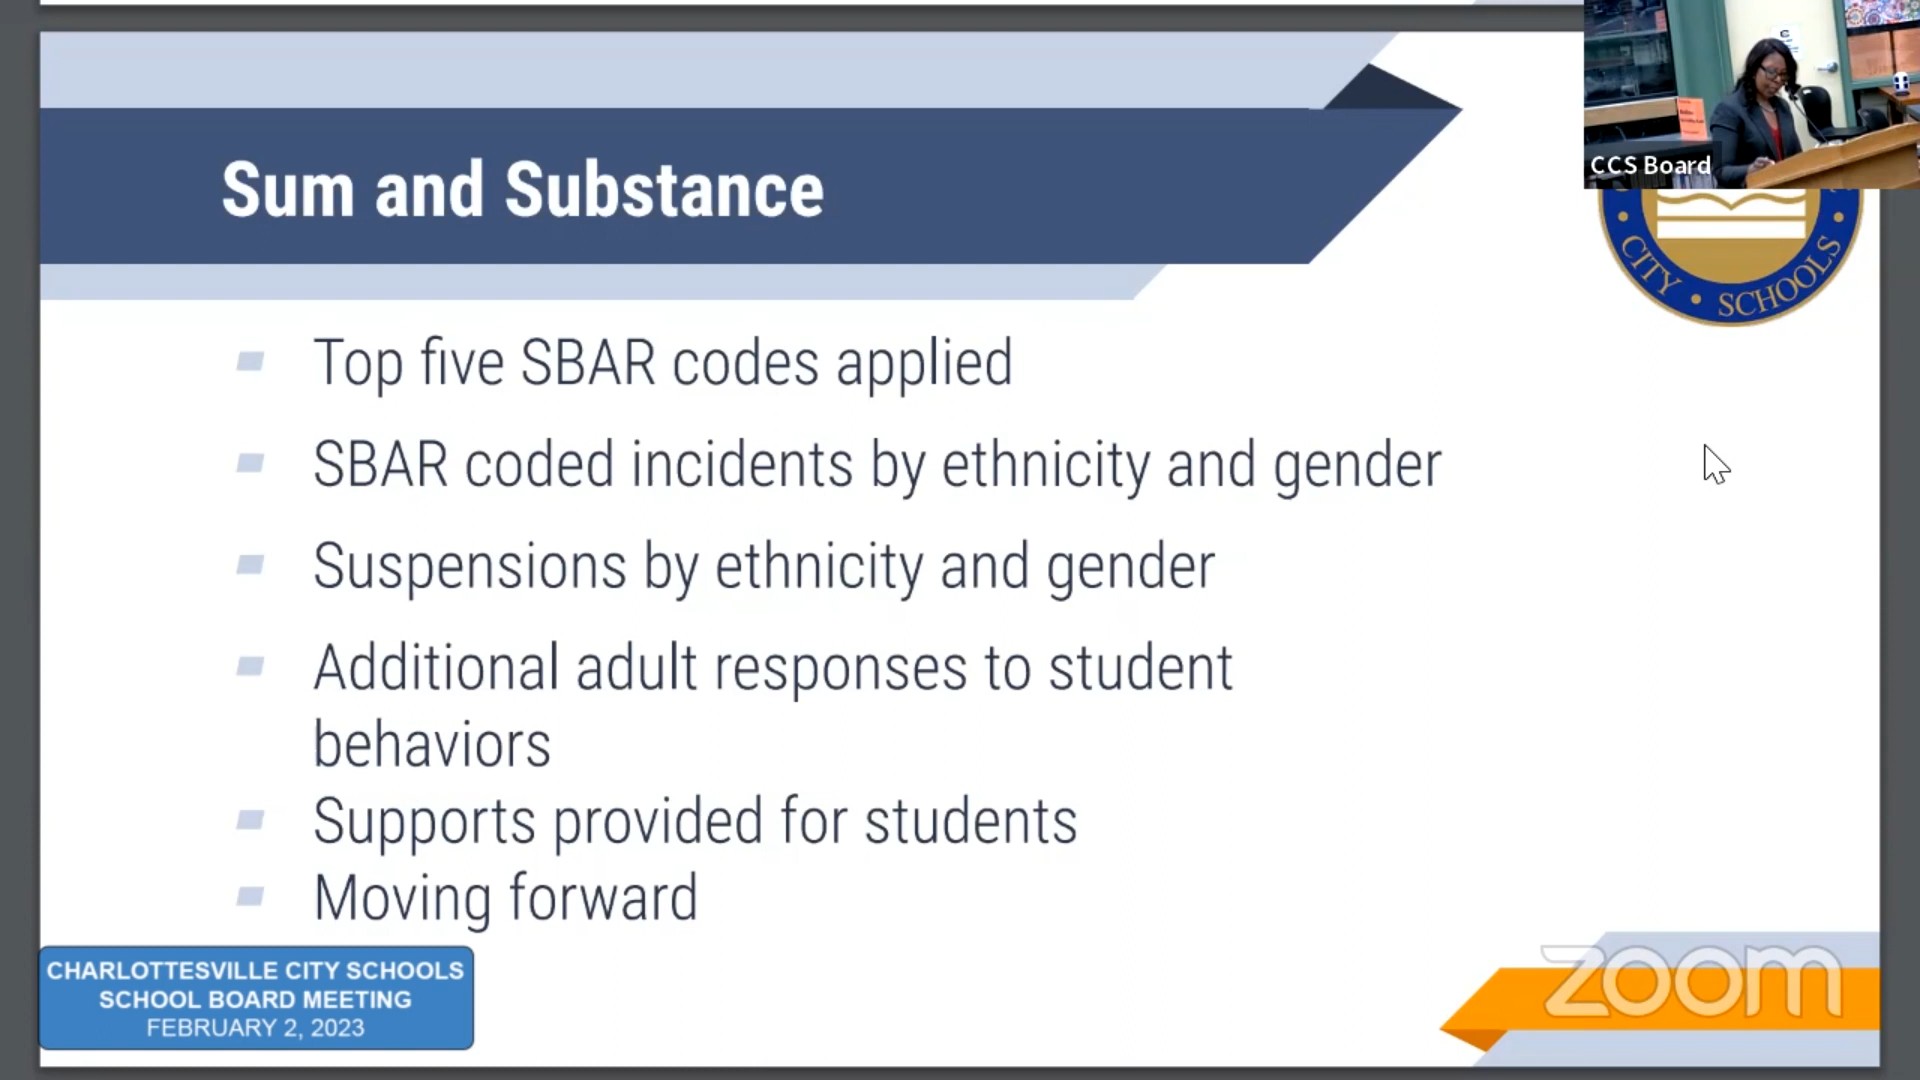 Sum and Substance
CCS Board
CITY • SCHOOLS
Top five SBAR codes applied
SBAR coded incidents by ethnicity and gender
Suspensions by ethnicity and gender
Additional adult responses to student
behaviors
Supports provided for students
Moving forward
CHARLOTTESVILLE CITY SCHOOLS
SCHOOL BOARD MEETING
FEBRUARY 2, 2023
zoom